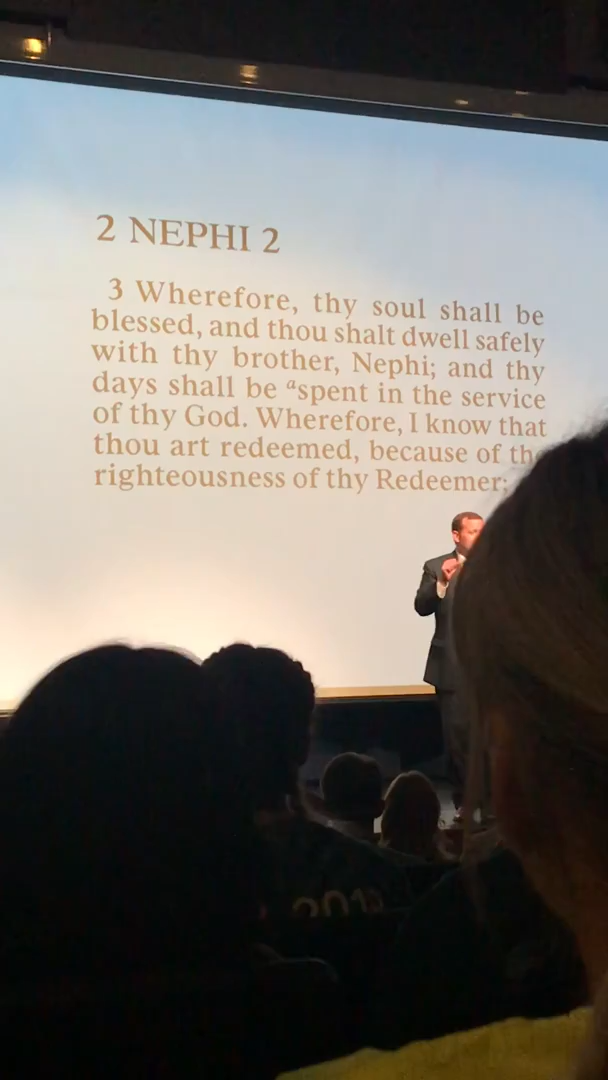 2 NEPHI 2
3 Wherefore, thy soul shall be
blessed, and thou shalt dwell safely
with thy brother, Nephi; and thy
days shall be ᵃspent in the service
of thy God. Wherefore, I know that
thou art redeemed, because of the
righteousness of thy Redeemer;